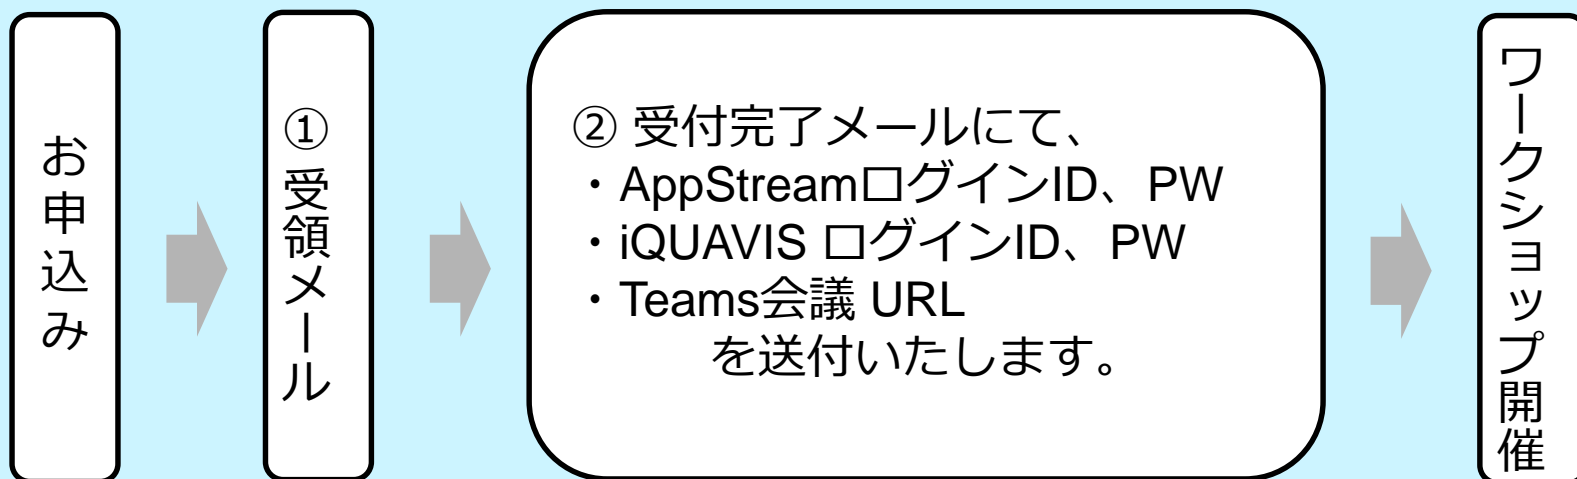 お申込み
①受領メール
② 受付完了メールにて、
・AppStreamログインID、PW
・iQUAVIS ログインID、PW
・Teams会議 URL
を送付いたします。
ワークショップ開催